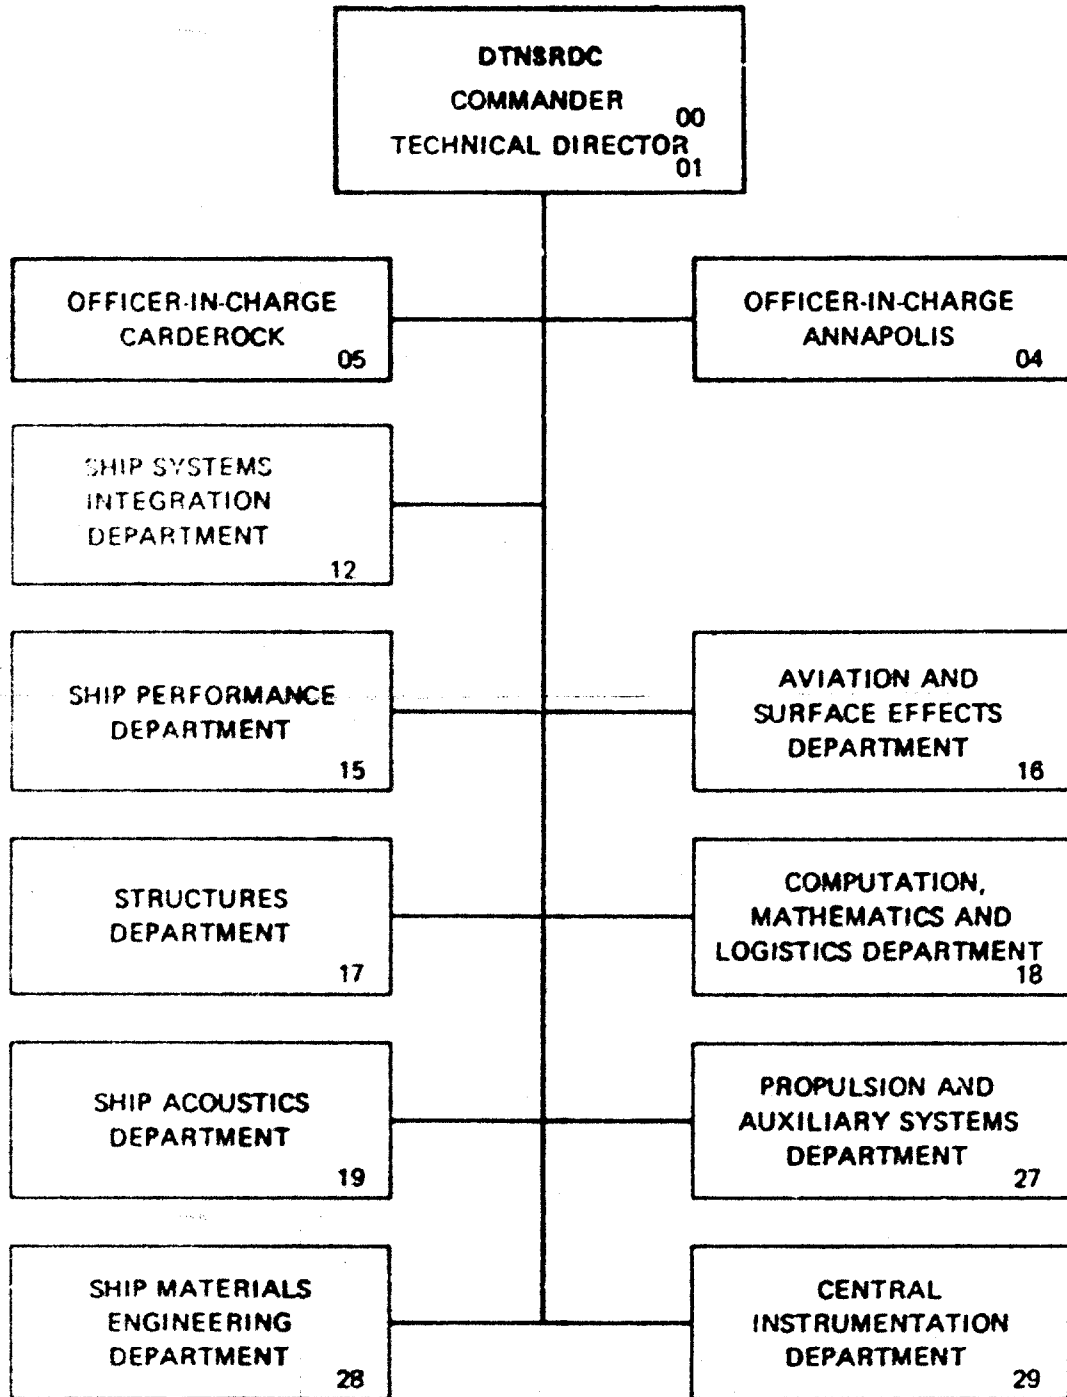 DTNSRDC
COMMANDER
00
TECHNICAL DIRECTOR
01
OFFICER-IN-CHARGE
CARDEROCK
05
OFFICER-IN-CHARGE
ANNAPOLIS
04
SHIP SYSTEMS
INTEGRATION
DEPARTMENT
12
SHIP PERFORMANCE
DEPARTMENT
15
AVIATION AND
SURFACE EFFECTS
DEPARTMENT
16
STRUCTURES
DEPARTMENT
17
COMPUTATION,
MATHEMATICS AND
LOGISTICS DEPARTMENT
18
SHIP ACOUSTICS
DEPARTMENT
19
PROPULSION AND
AUXILIARY SYSTEMS
DEPARTMENT
27
SHIP MATERIALS
ENGINEERING
DEPARTMENT
28
CENTRAL
INSTRUMENTATION
DEPARTMENT
29